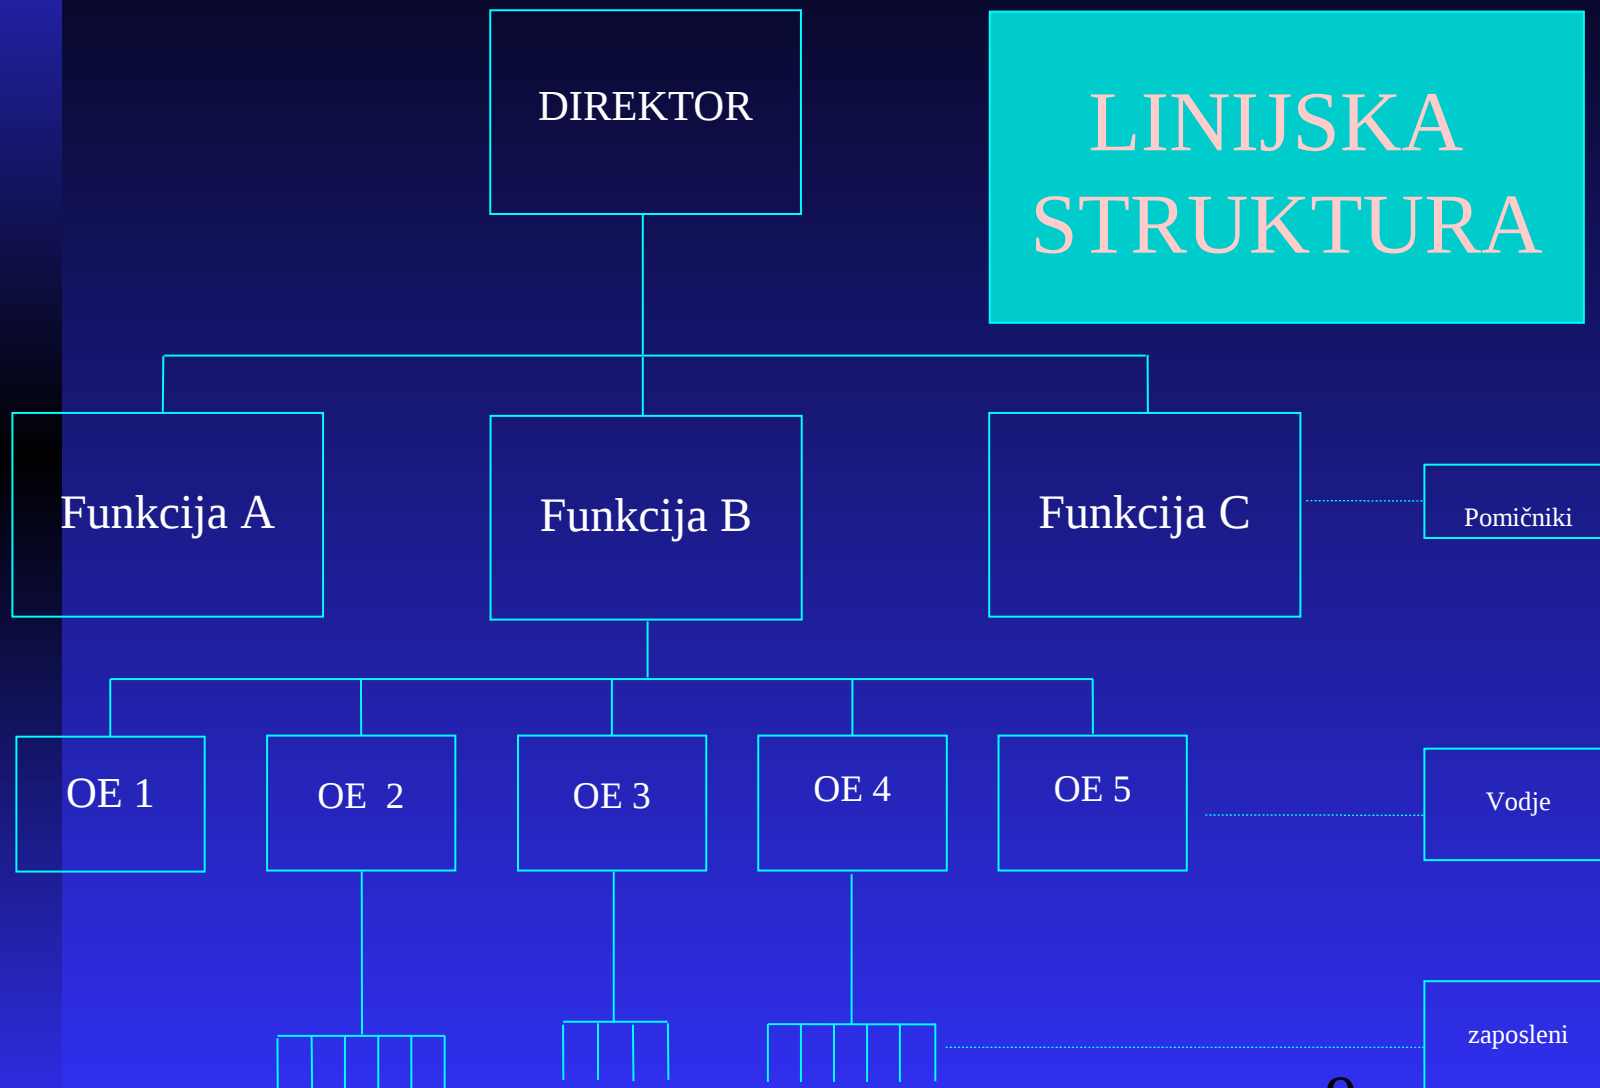 DIREKTOR
LINIJSKA
STRUKTURA
Funkcija A
Funkcija B
Funkcija C
Pomičniki
OE 1
OE  2
OE 3
OE 4
OE 5
Vodje
zaposleni